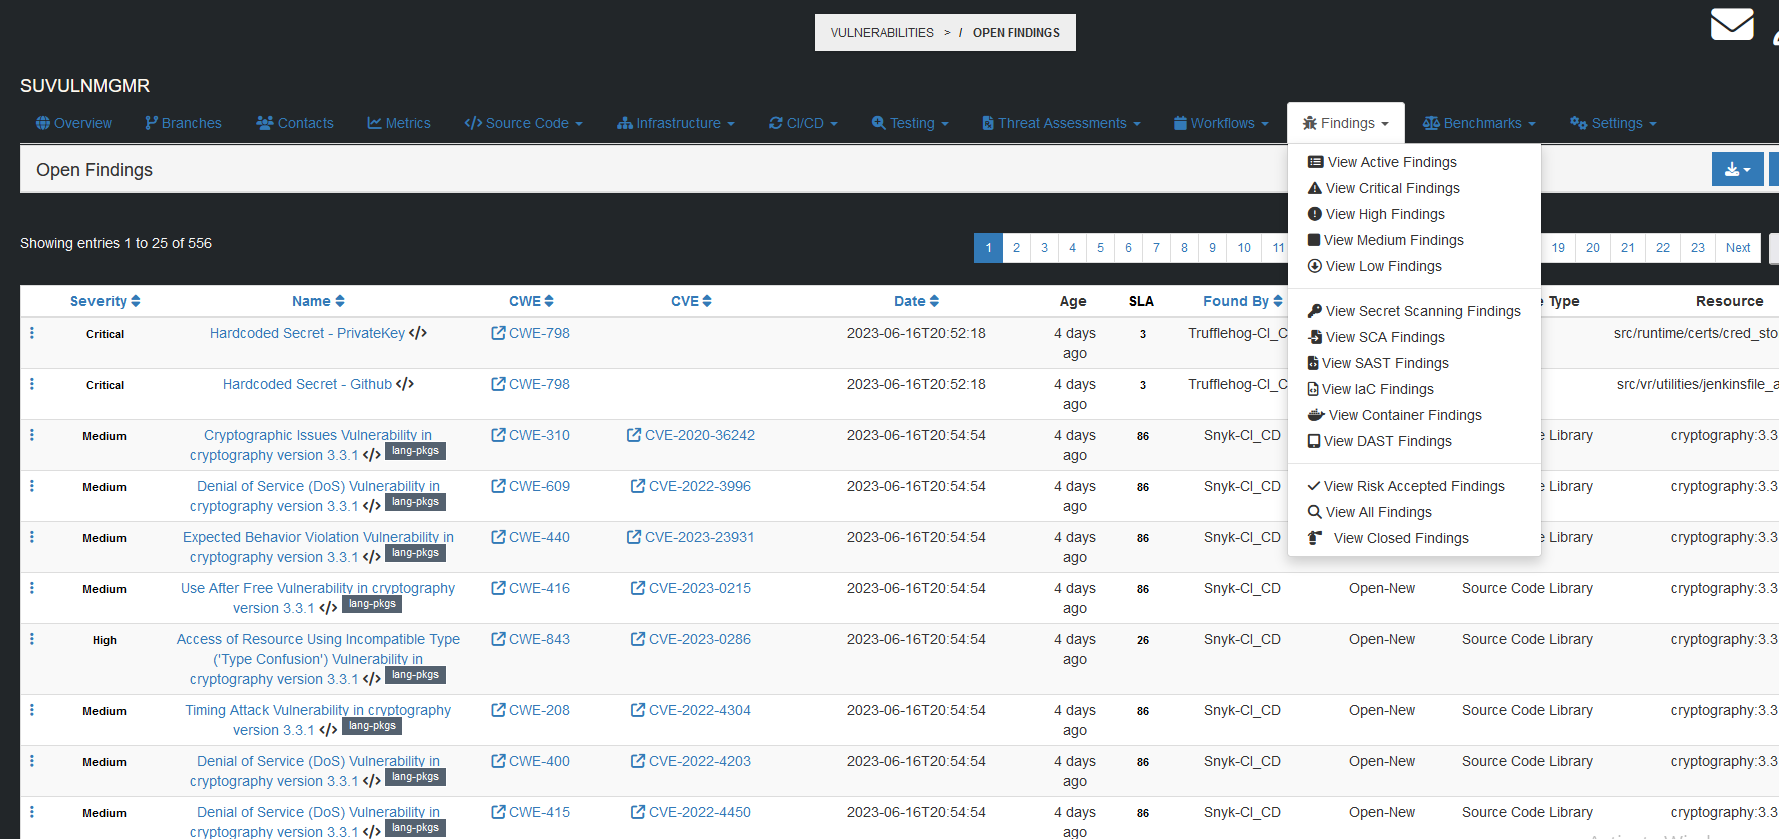 VULNERABILITIES > / OPEN FINDINGS
SUVULNMGMR
Overview Branches Contacts Metrics Source Code Infrastructure CI/CD Testing Threat Assessments Workflows Findings Benchmarks Settings
Open Findings
View Active Findings
View Critical Findings
View High Findings
View Medium Findings
View Low Findings
View Secret Scanning Findings
View SCA Findings
View SAST Findings
View IaC Findings
View Container Findings
View DAST Findings
View Risk Accepted Findings
View All Findings
View Closed Findings
Showing entries 1 to 25 of 556
1 2 3 4 5 6 7 8 9 10 11 19 20 21 22 23 Next
Severity Name CWE CVE Date Age SLA Found By Type Resource
Critical Hardcoded Secret - PrivateKey </> CWE-798 2023-06-16T20:52:18 4 days ago 3 Trufflehog-CI_C src/runtime/certs/cred_sto
Critical Hardcoded Secret - Github </> CWE-798 2023-06-16T20:52:18 4 days ago 3 Trufflehog-CI_C src/vr/utilities/jenkinsfile_a
Medium Cryptographic Issues Vulnerability in cryptography version 3.3.1 </> lang-pkgs CWE-310 CVE-2020-36242 2023-06-16T20:54:54 4 days ago 86 Snyk-CI_CD Library cryptography:3.3
Medium Denial of Service (DoS) Vulnerability in cryptography version 3.3.1 </> lang-pkgs CWE-609 CVE-2022-3996 2023-06-16T20:54:54 4 days ago 86 Snyk-CI_CD Library cryptography:3.3
Medium Expected Behavior Violation Vulnerability in cryptography version 3.3.1 </> lang-pkgs CWE-440 CVE-2023-23931 2023-06-16T20:54:54 4 days ago 86 Snyk-CI_CD Library cryptography:3.3
Medium Use After Free Vulnerability in cryptography version 3.3.1 </> lang-pkgs CWE-416 CVE-2023-0215 2023-06-16T20:54:54 4 days ago 86 Snyk-CI_CD Open-New Source Code Library cryptography:3.3
High Access of Resource Using Incompatible Type ('Type Confusion') Vulnerability in cryptography version 3.3.1 </> lang-pkgs CWE-843 CVE-2023-0286 2023-06-16T20:54:54 4 days ago 26 Snyk-CI_CD Open-New Source Code Library cryptography:3.3
Medium Timing Attack Vulnerability in cryptography version 3.3.1 </> lang-pkgs CWE-208 CVE-2022-4304 2023-06-16T20:54:54 4 days ago 86 Snyk-CI_CD Open-New Source Code Library cryptography:3.3
Medium Denial of Service (DoS) Vulnerability in cryptography version 3.3.1 </> lang-pkgs CWE-400 CVE-2022-4203 2023-06-16T20:54:54 4 days ago 86 Snyk-CI_CD Open-New Source Code Library cryptography:3.3
Medium Denial of Service (DoS) Vulnerability in cryptography version 3.3.1 </> lang-pkgs CWE-415 CVE-2022-4450 2023-06-16T20:54:54 4 days ago 86 Snyk-CI_CD Open-New Source Code Library cryptography:3.3